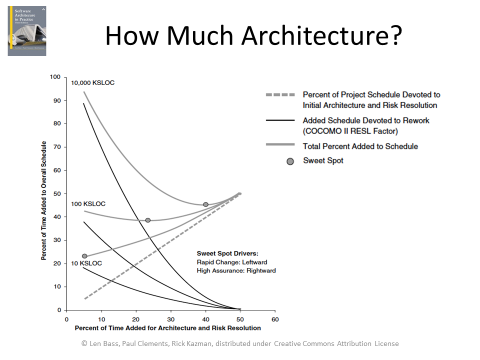 Software
Architecture
in Practice
How Much Architecture?
100
90
80
70
60
50
40
30
20
10
0
Percent of Time Added to Overall Schedule
10,000 KSLOC
100 KSLOC
10 KSLOC
Sweet Spot Drivers:
Rapid Change: Leftward
High Assurance: Rightward
0 10 20 30 40 50 60
Percent of Time Added for Architecture and Risk Resolution
Percent of Project Schedule Devoted to
Initial Architecture and Risk Resolution
Added Schedule Devoted to Rework
(COCOMO II RESL Factor)
Total Percent Added to Schedule
Sweet Spot
© Len Bass, Paul Clements, Rick Kazman, distributed under Creative Commons Attribution License